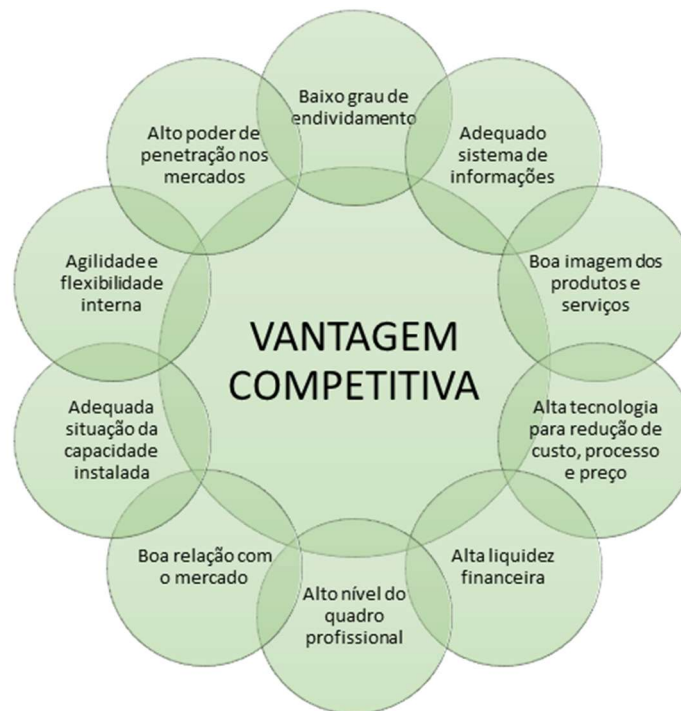 Baixo grau de
endividamento
Adequado
sistema de
informações
Boa imagem dos
produtos e
serviços
Alta tecnologia
para redução de
custo, processo
e preço
Alta liquidez
financeira
Alto nível do
quadro
profissional
Boa relação com
o mercado
Adequada
situação da
capacidade
instalada
Agilidade e
flexibilidade
interna
Alto poder de
penetração nos
mercados
VANTAGEM
COMPETITIVA